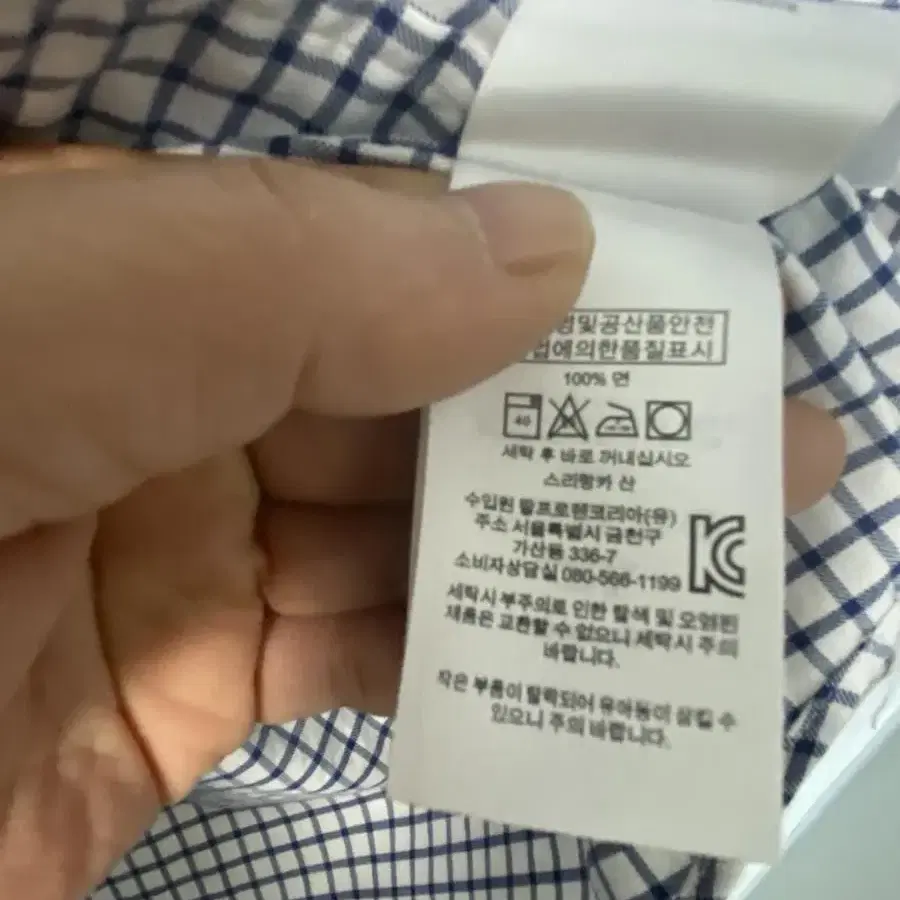 및공산품안전
법에의한품질표시
100% 면
40
세탁 후 바로 꺼내십시오
스리랑카 산
수입원 랄프로렌코리아(유)
주소 서울특별시 금천구
가산동 336-7
소비자상담실 080-566-1199
세탁시 부주의로 인한 탈색 및 오염된
제품은 교환할 수 없으니 세탁시 주의
바랍니다.
작은 부품이 탈락되어 유아동이 삼킬 수
있으니 주의 바랍니다.